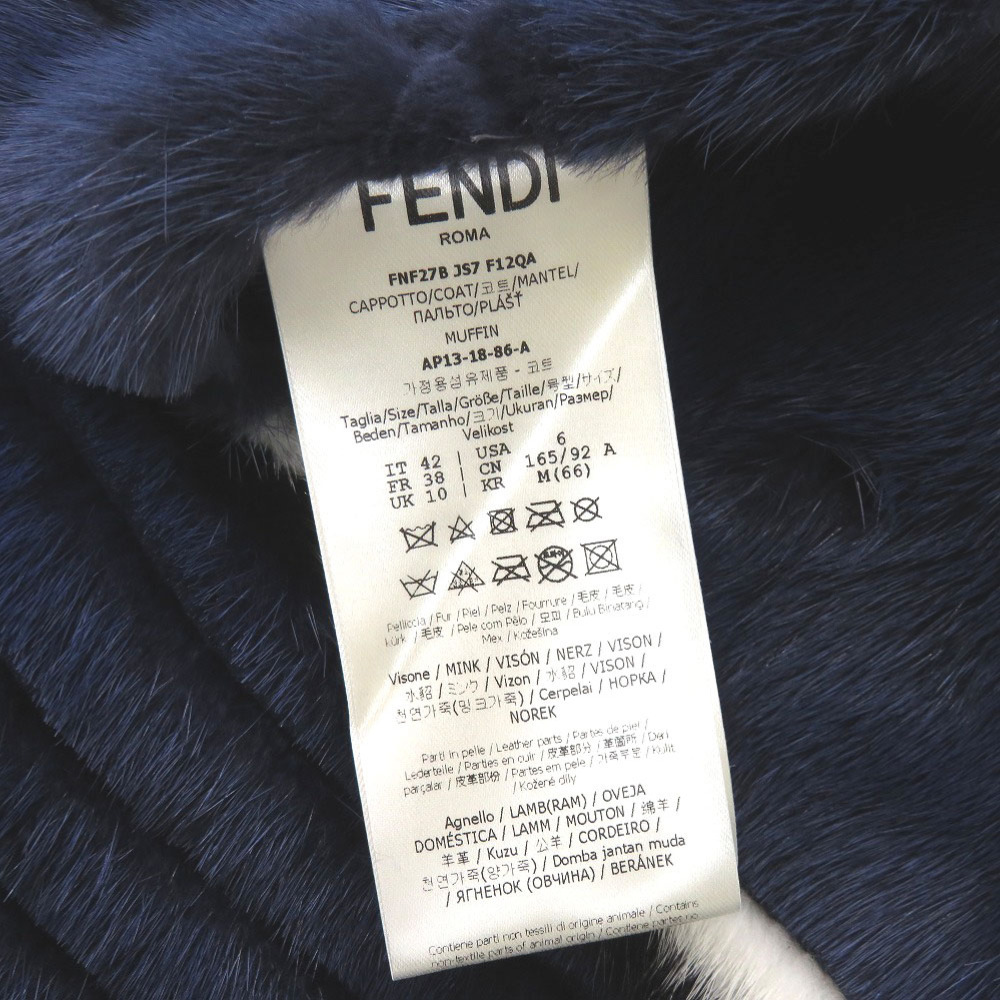 FENDI
ROMA
FNF27B JS7 F12QA
CAPPOTTO/COAT/코트/MANTEL/
ПАЛЬТО/PLÁŠŤ
MUFFIN
AP13-18-86-A
가정용섬유제품 - 코트
Taglia/Size/Talla/Größe/Taille/号型/サイズ/
Beden/Tamanho/크기/Ukuran/Размер/
Velikost
IT 42 | USA 6
FR 38 | CN 165/92 A
UK 10 | KR M(66)
Pelliccia / Fur / Piel / Pelz / Fourrure / 毛皮 / 毛皮 /
Kürk / 毛皮 / Pele com Pêlo / 모피 / Bulu Binatang /
Mex / Kožešina
Visone / MINK / VISÓN / NERZ / VISON /
水貂 / ミンク / Vizon / 水貂 / VISON /
천연가죽(밍크가죽) / Cerpelai / НОРКА /
NOREK
Parti in pelle / Leather parts / Partes de piel /
Lederteile / Parties en cuir / 皮革部分 / 革箇所 / Deri
parçalar / 皮革部份 / Partes em pele / 가죽부분 / Kulit
/ Kožené díly
Agnello / LAMB(RAM) / OVEJA
DOMÉSTICA / LAMM / MOUTON / 绵羊 /
羊革 / Kuzu / 公羊 / CORDEIRO /
천연가죽(양가죽) / Domba jantan muda
/ ЯГНЕНОК (ОВЧИНА) / BERÁNEK
Contiene parti non tessili di origine animale / Contains
non-textile parts of animal origin / Contiene partes no